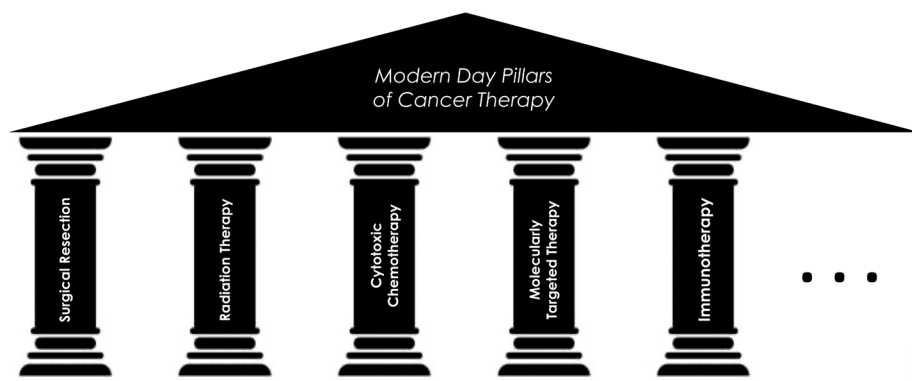 Modern Day Pillars
of Cancer Therapy
Surgical Resection
Radiation Therapy
Cytotoxic
Chemotherapy
Molecularly
Targeted Therapy
Immunotherapy
...